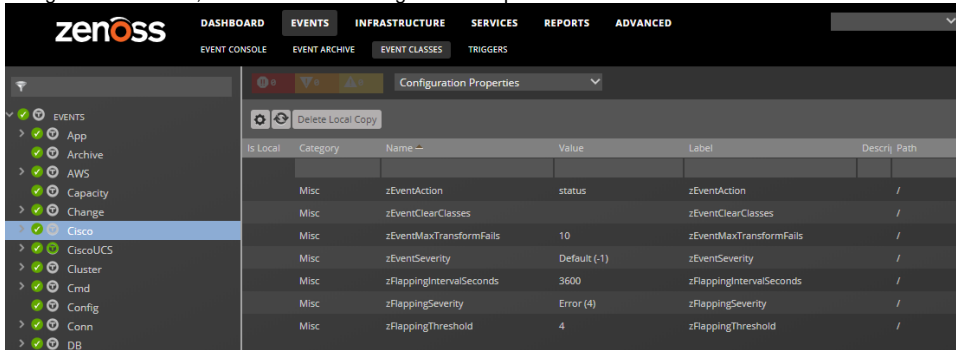 zenoss
DASHBOARD EVENTS INFRASTRUCTURE SERVICES REPORTS ADVANCED
EVENT CONSOLE EVENT ARCHIVE EVENT CLASSES TRIGGERS
0 0 Configuration Properties
EVENTS
App
Archive
AWS
Capacity
Change
Cisco
CiscoUCS
Cluster
Cmd
Config
Conn
DB
Delete Local Copy
Is Local Category Name Value Label Descrij Path
Misc zEventAction status zEventAction /
Misc zEventClearClasses zEventClearClasses /
Misc zEventMaxTransformFails 10 zEventMaxTransformFails /
Misc zEventSeverity Default (-1) zEventSeverity /
Misc zFlappingIntervalSeconds 3600 zFlappingIntervalSeconds /
Misc zFlappingSeverity Error (4) zFlappingSeverity /
Misc zFlappingThreshold 4 zFlappingThreshold /